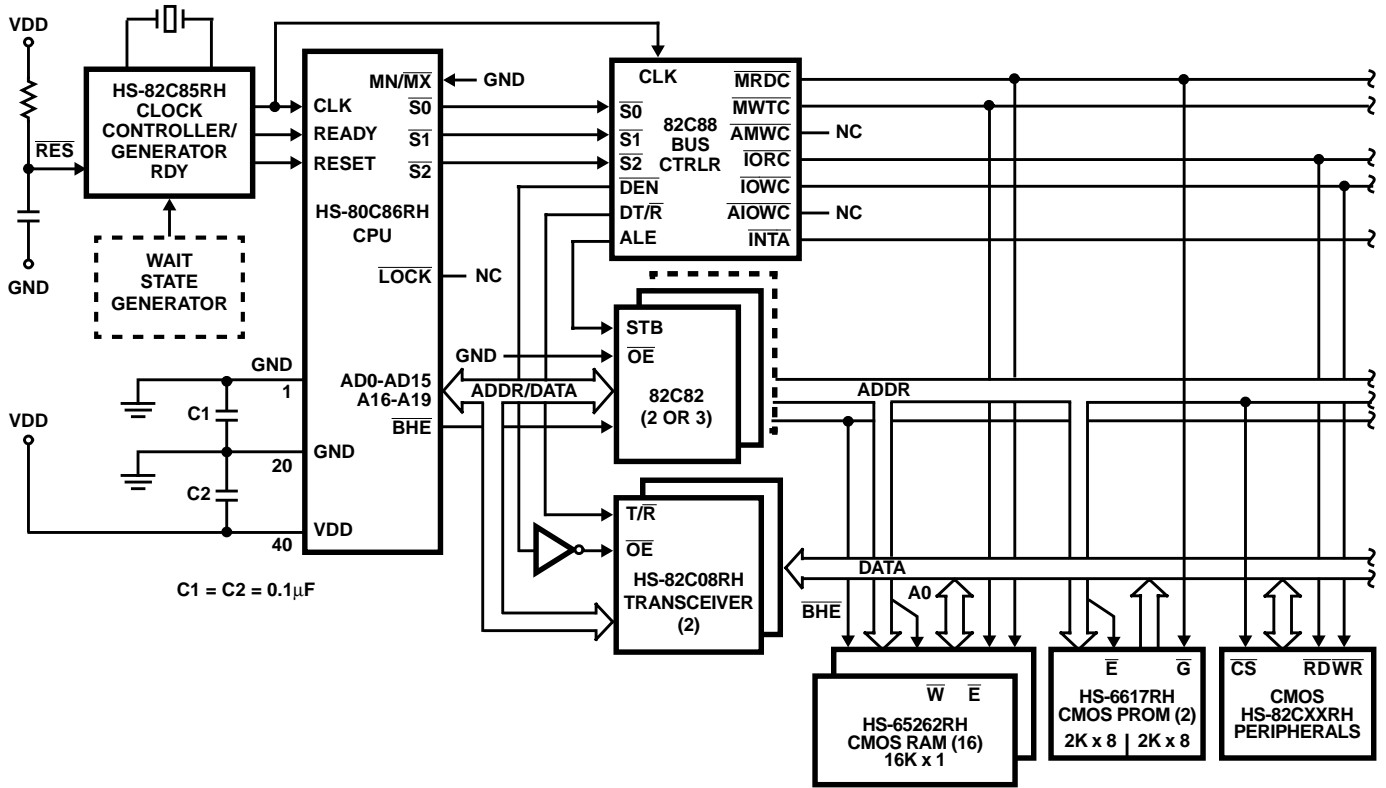 VDD
HS-82C85RH
CLOCK
CONTROLLER/
GENERATOR
RDY
RES
GND
WAIT
STATE
GENERATOR
CLK
READY
RESET
MN/MX
GND
S0
S1
S2
HS-80C86RH
CPU
LOCK
NC
AD0-AD15
A16-A19
BHE
GND
1
C1
VDD
GND
20
C2
VDD
40
C1 = C2 = 0.1μF
CLK
S0
S1
S2
82C88
BUS
CTRLR
DEN
DT/R
ALE
MRDC
MWTC
AMWC
NC
IORC
IOWC
AIOWC
NC
INTA
STB
GND
OE
ADDR/DATA
82C82
(2 OR 3)
ADDR
T/R
OE
HS-82C08RH
TRANSCEIVER
(2)
DATA
BHE
A0
W E
HS-65262RH
CMOS RAM (16)
16K x 1
E G
HS-6617RH
CMOS PROM (2)
2K x 8 | 2K x 8
CS RDWR
CMOS
HS-82CXXRH
PERIPHERALS